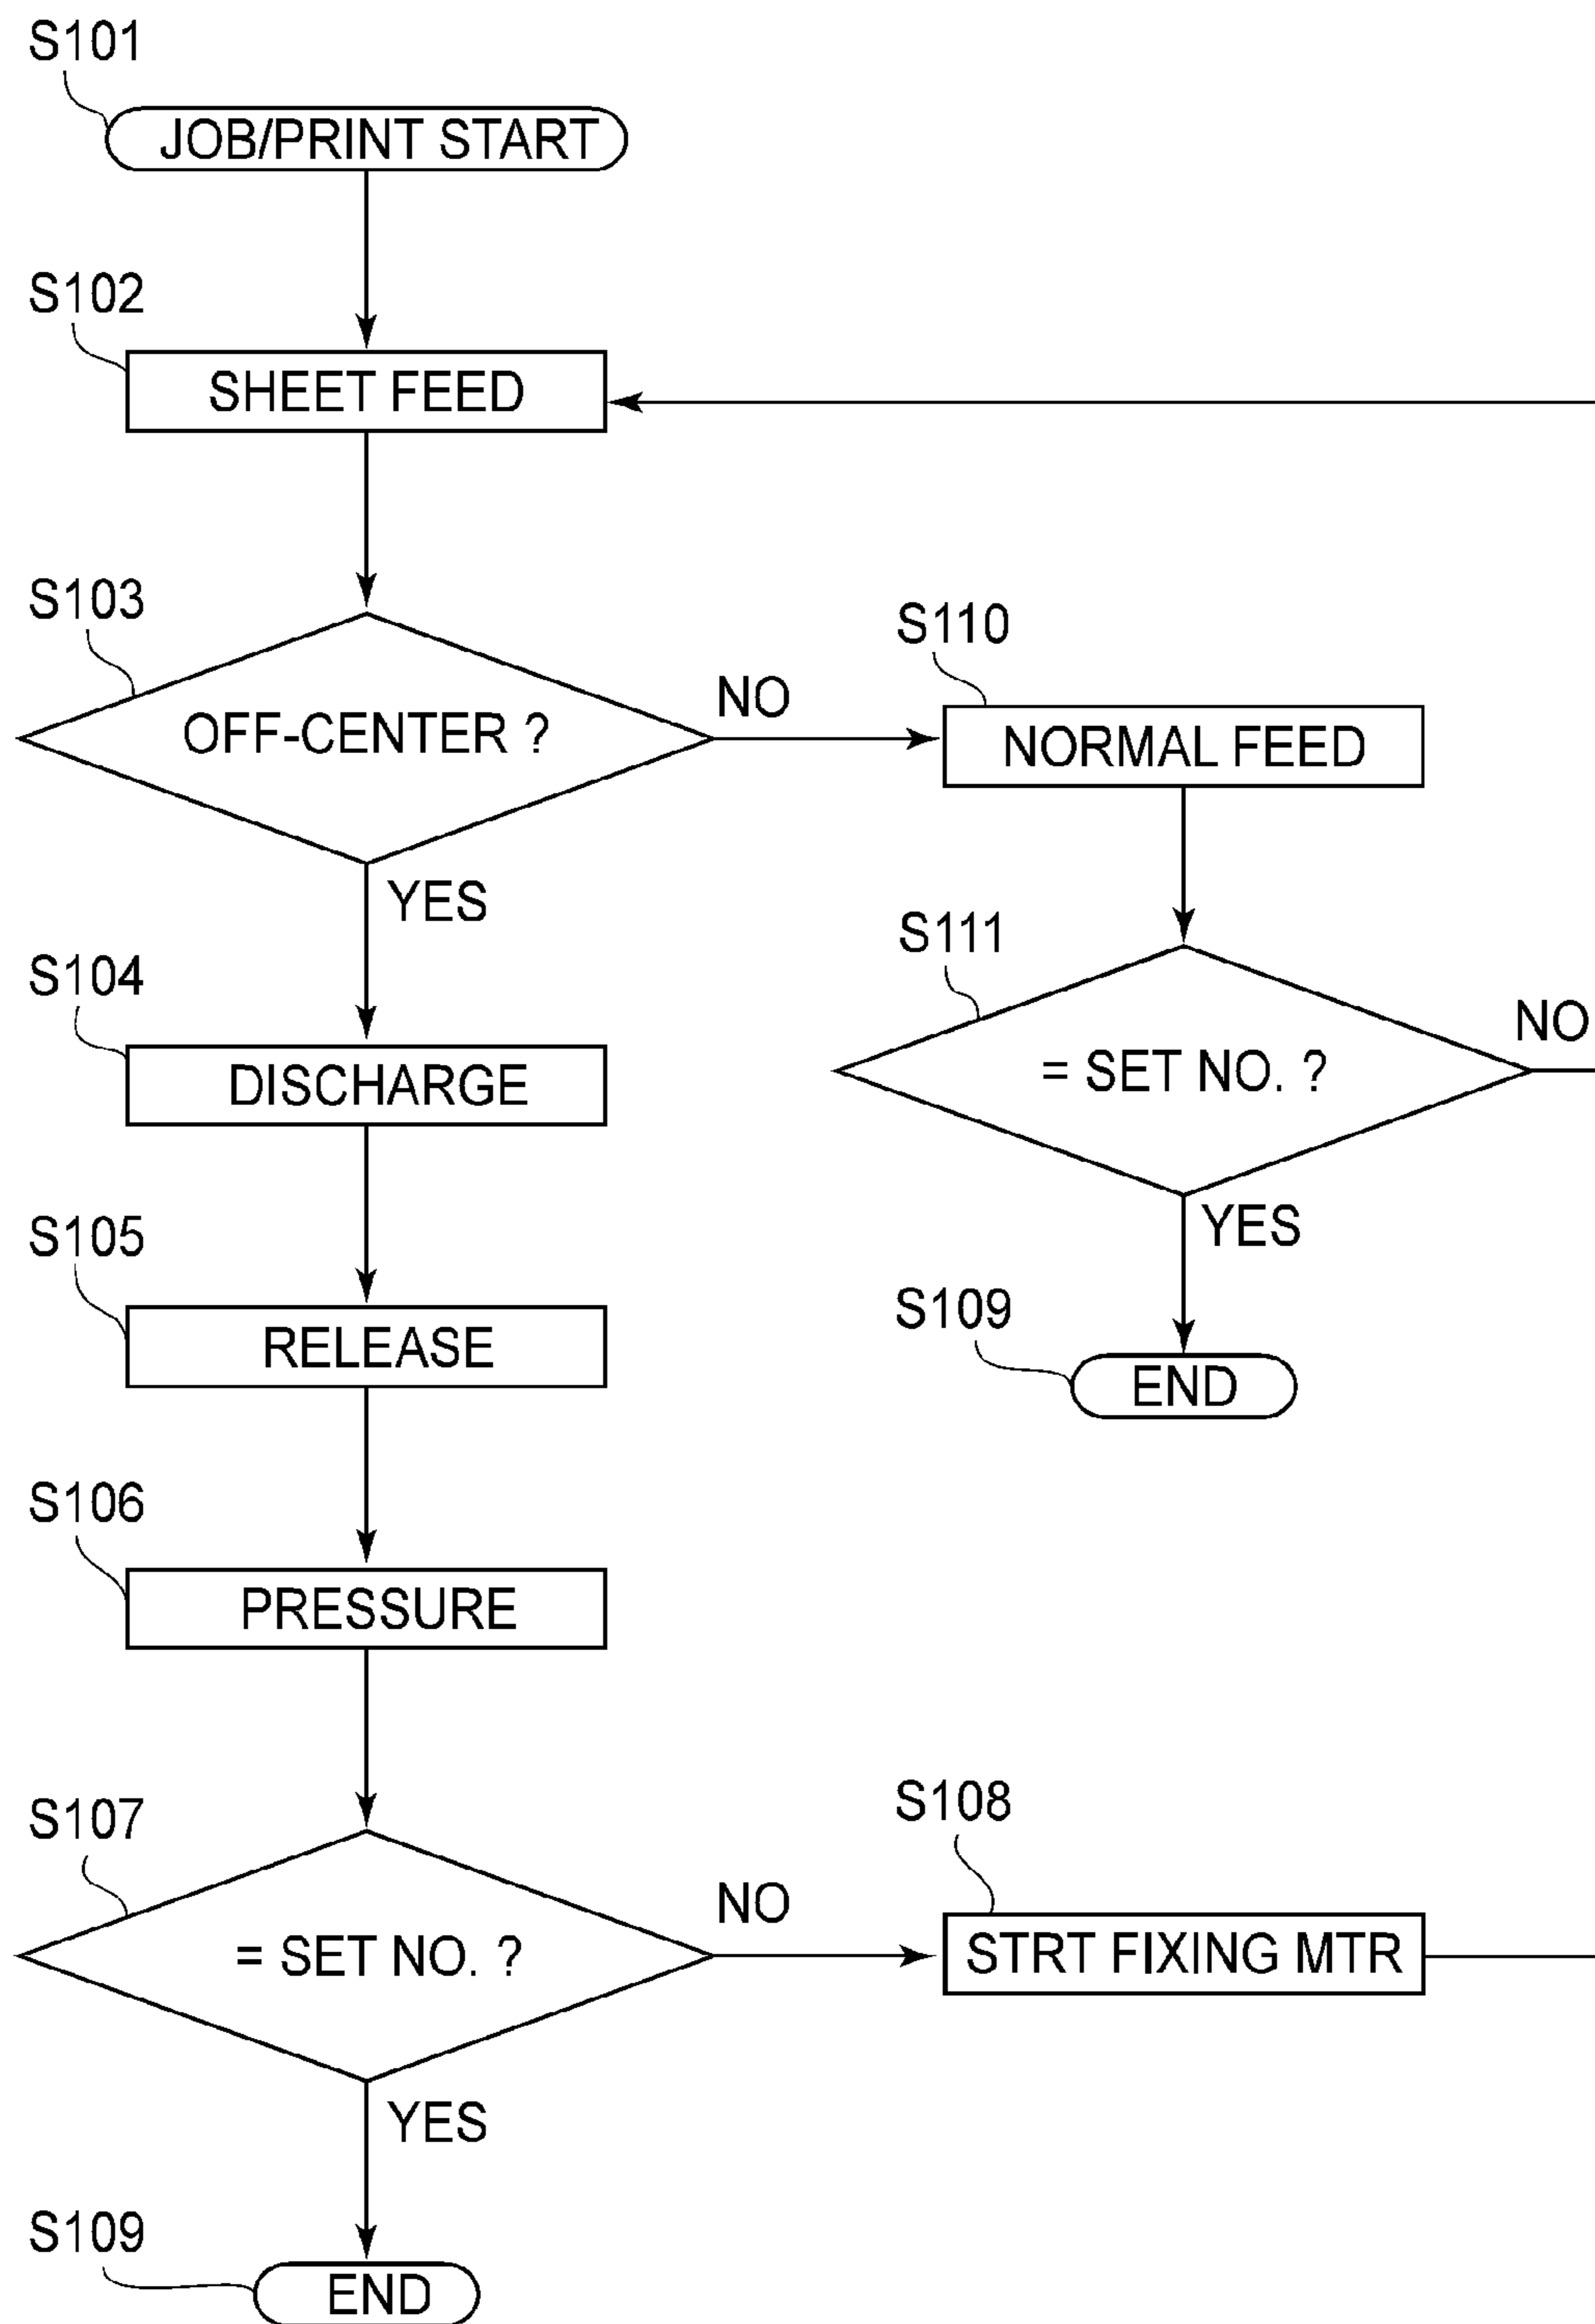 S101
JOB/PRINT START
S102
SHEET FEED
S103
OFF-CENTER ?
NO
YES
S110
NORMAL FEED
S111
= SET NO. ?
NO
YES
S109
END
S104
DISCHARGE
S105
RELEASE
S106
PRESSURE
S107
= SET NO. ?
NO
S108
STRT FIXING MTR
YES
S109
END